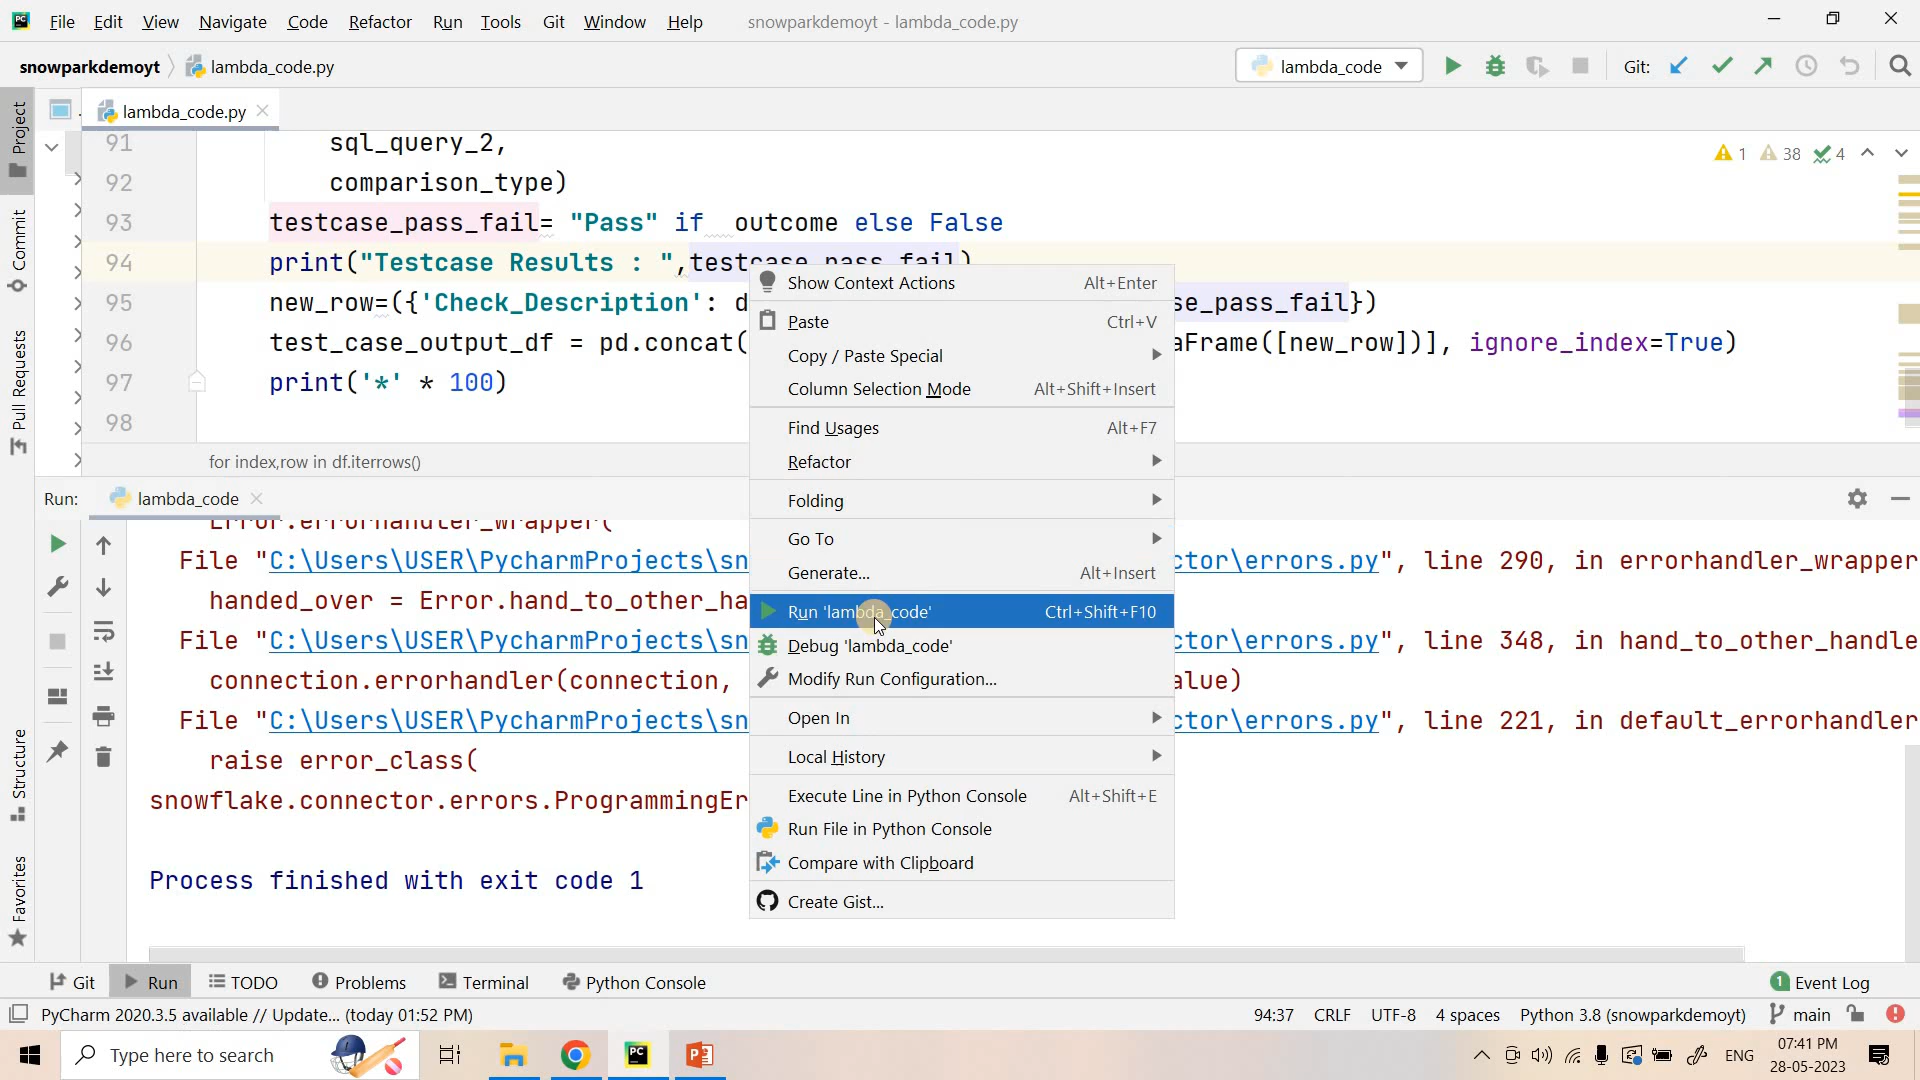 File Edit View Navigate Code Refactor Run Tools Git Window Help snowparkdemoyt - lambda_code.py
snowparkdemoyt lambda_code.py lambda_code Git:
lambda_code.py
91 sql_query_2,
1 38 4
92 comparison_type)
93 testcase_pass_fail= "Pass" if outcome else False
94 print("Testcase Results : ",testcase_pass_fail)
95 new_row=({'Check_Description': d se_pass_fail})
96 test_case_output_df = pd.concat( aFrame([new_row])], ignore_index=True)
97 print('*' * 100)
98
for index,row in df.iterrows()
Show Context Actions Alt+Enter
Paste Ctrl+V
Copy / Paste Special
Column Selection Mode Alt+Shift+Insert
Find Usages Alt+F7
Refactor
Folding
Go To
Generate... Alt+Insert
Run 'lambda_code' Ctrl+Shift+F10
Debug 'lambda_code'
Modify Run Configuration...
Open In
Local History
Execute Line in Python Console Alt+Shift+E
Run File in Python Console
Compare with Clipboard
Create Gist...
Project
Commit
Pull Requests
Structure
Favorites
Run: lambda_code
Error.errorhandler_wrapper(
File "C:\Users\USER\PycharmProjects\sn ctor\errors.py", line 290, in errorhandler_wrapper
handed_over = Error.hand_to_other_ha
File "C:\Users\USER\PycharmProjects\sn ctor\errors.py", line 348, in hand_to_other_handle
connection.errorhandler(connection, alue)
File "C:\Users\USER\PycharmProjects\sn ctor\errors.py", line 221, in default_errorhandler
raise error_class(
snowflake.connector.errors.ProgrammingEr
Process finished with exit code 1
Git Run TODO Problems Terminal Python Console 1 Event Log
PyCharm 2020.3.5 available // Update... (today 01:52 PM) 94:37 CRLF UTF-8 4 spaces Python 3.8 (snowparkdemoyt) main
Type here to search ENG 07:41 PM
28-05-2023